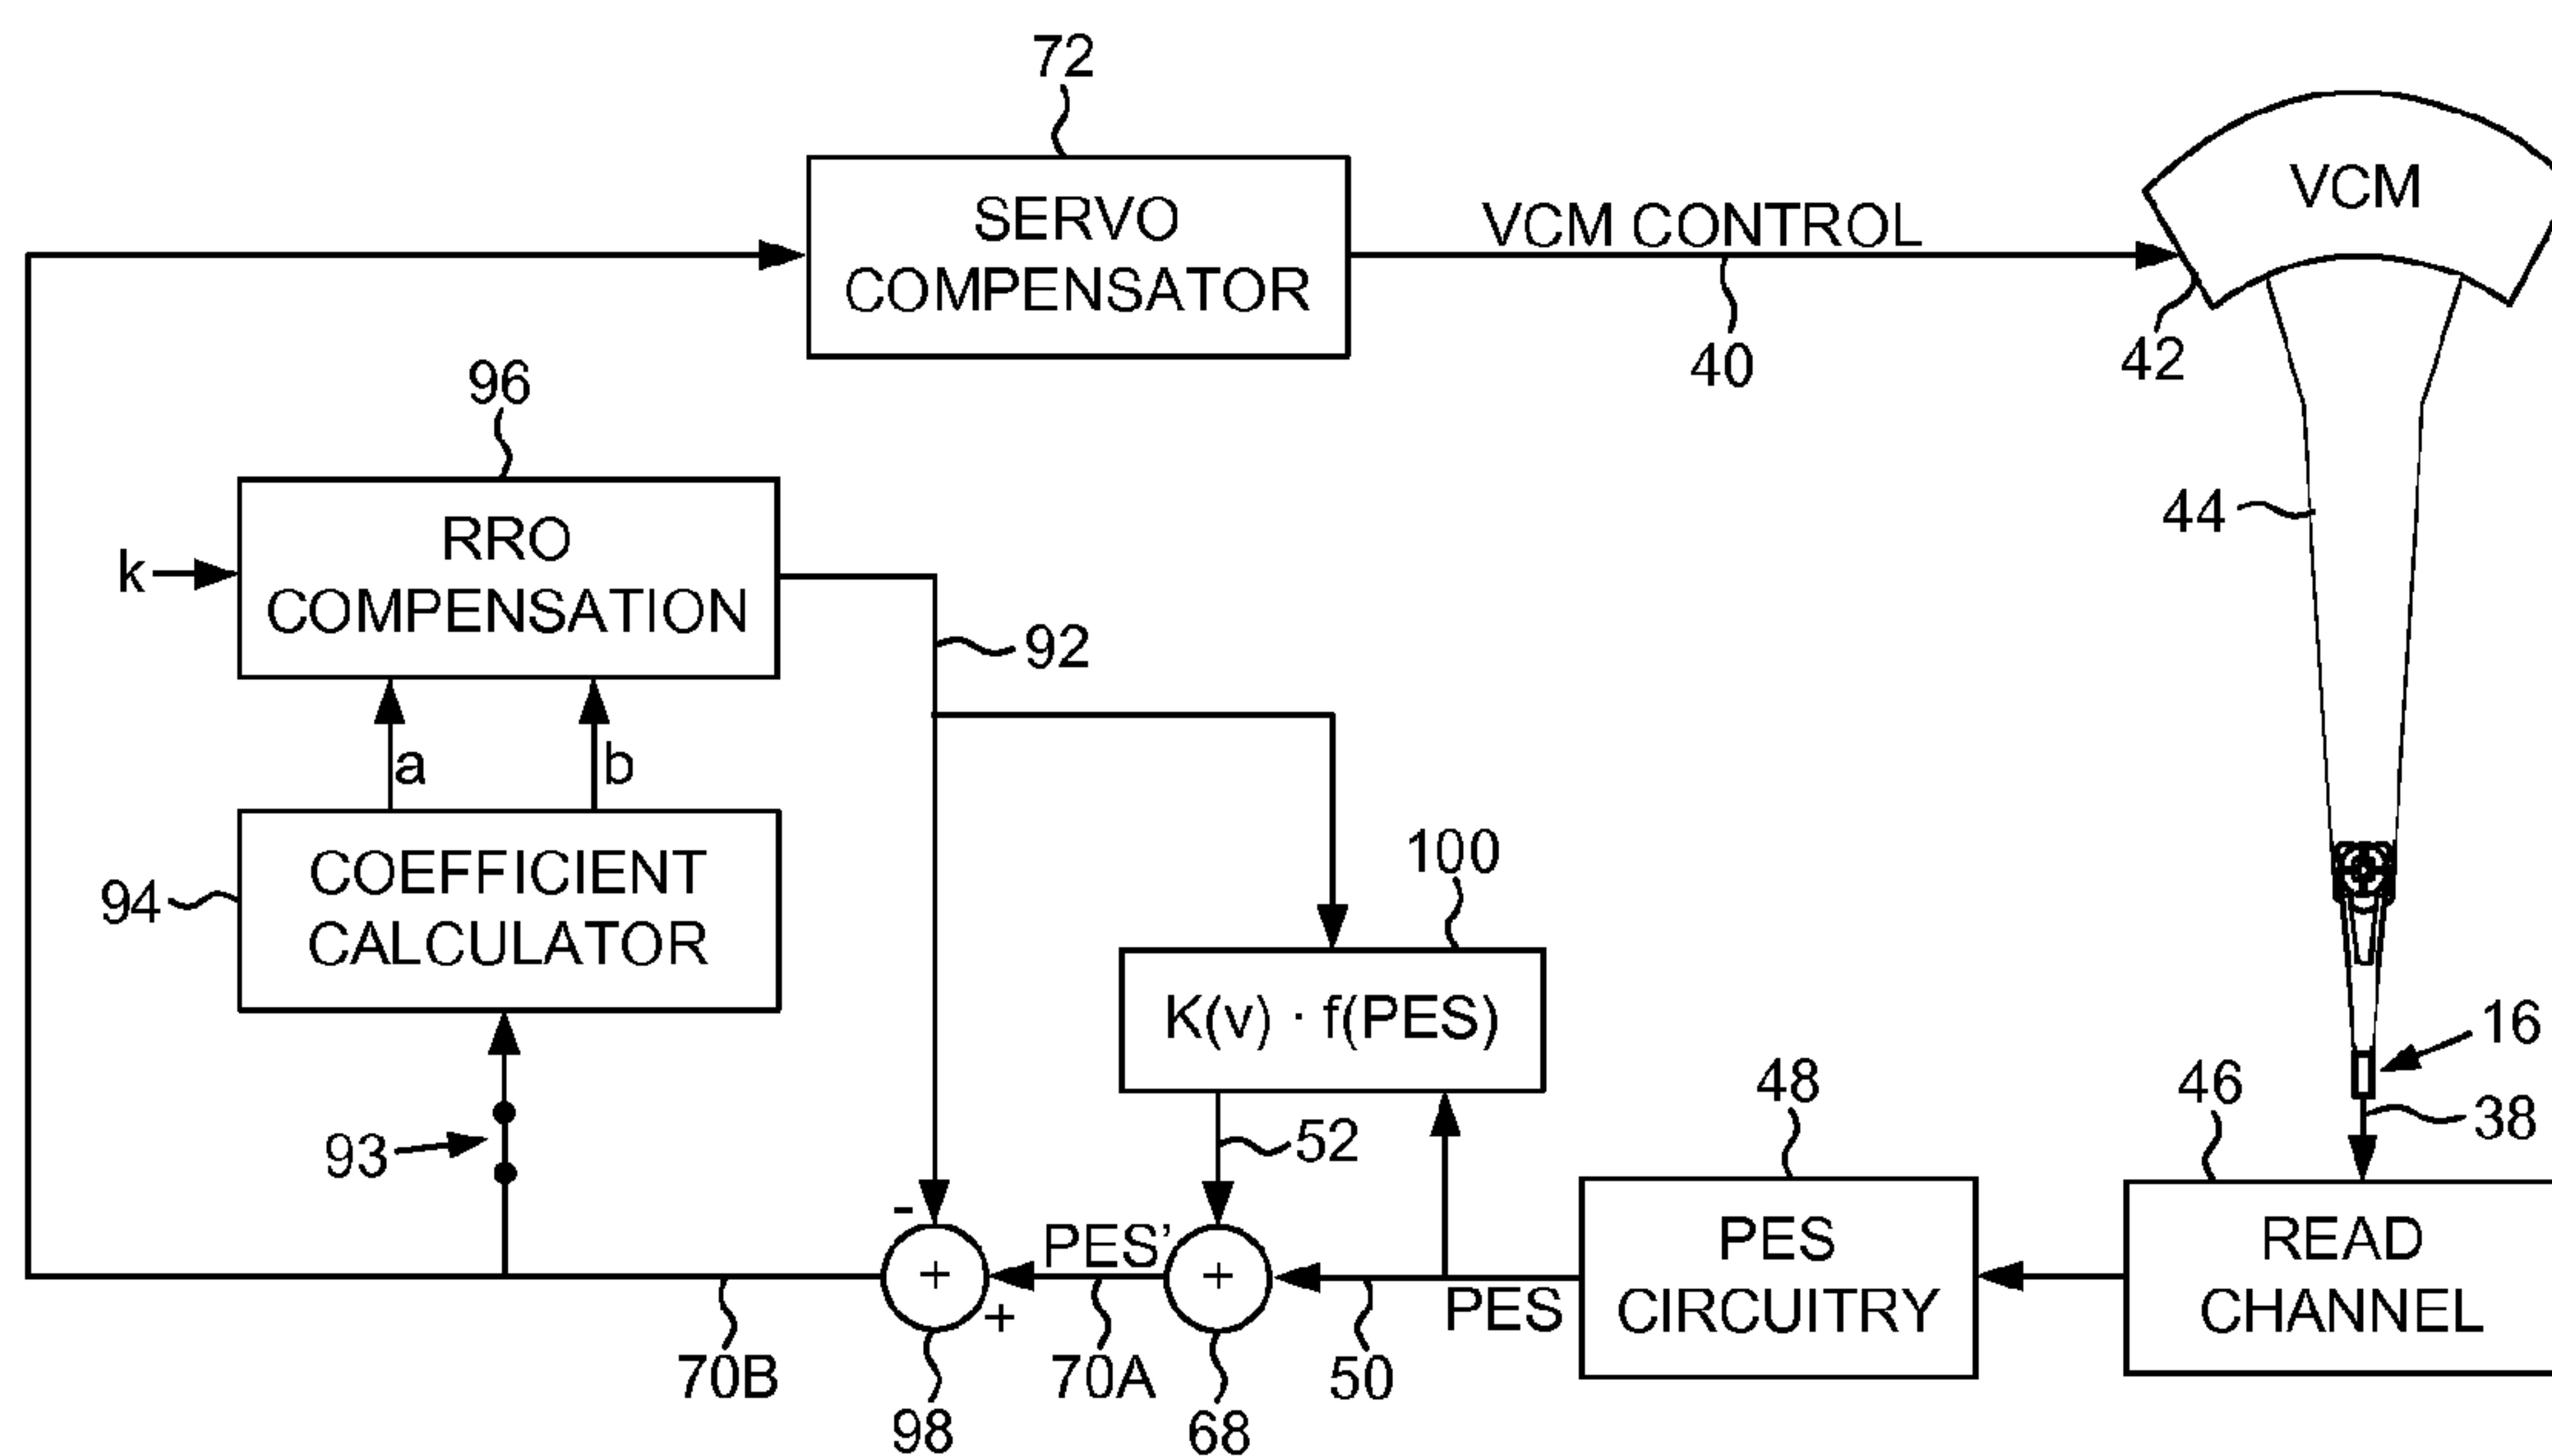 72
SERVO
COMPENSATOR
VCM CONTROL
40
VCM
42
44
96
RRO
COMPENSATION
k
92
a
b
94
COEFFICIENT
CALCULATOR
93
100
K(v) · f(PES)
52
16
38
46
READ
CHANNEL
48
PES
CIRCUITRY
PES
50
+
68
PES’
70A
-
+
+
98
70B